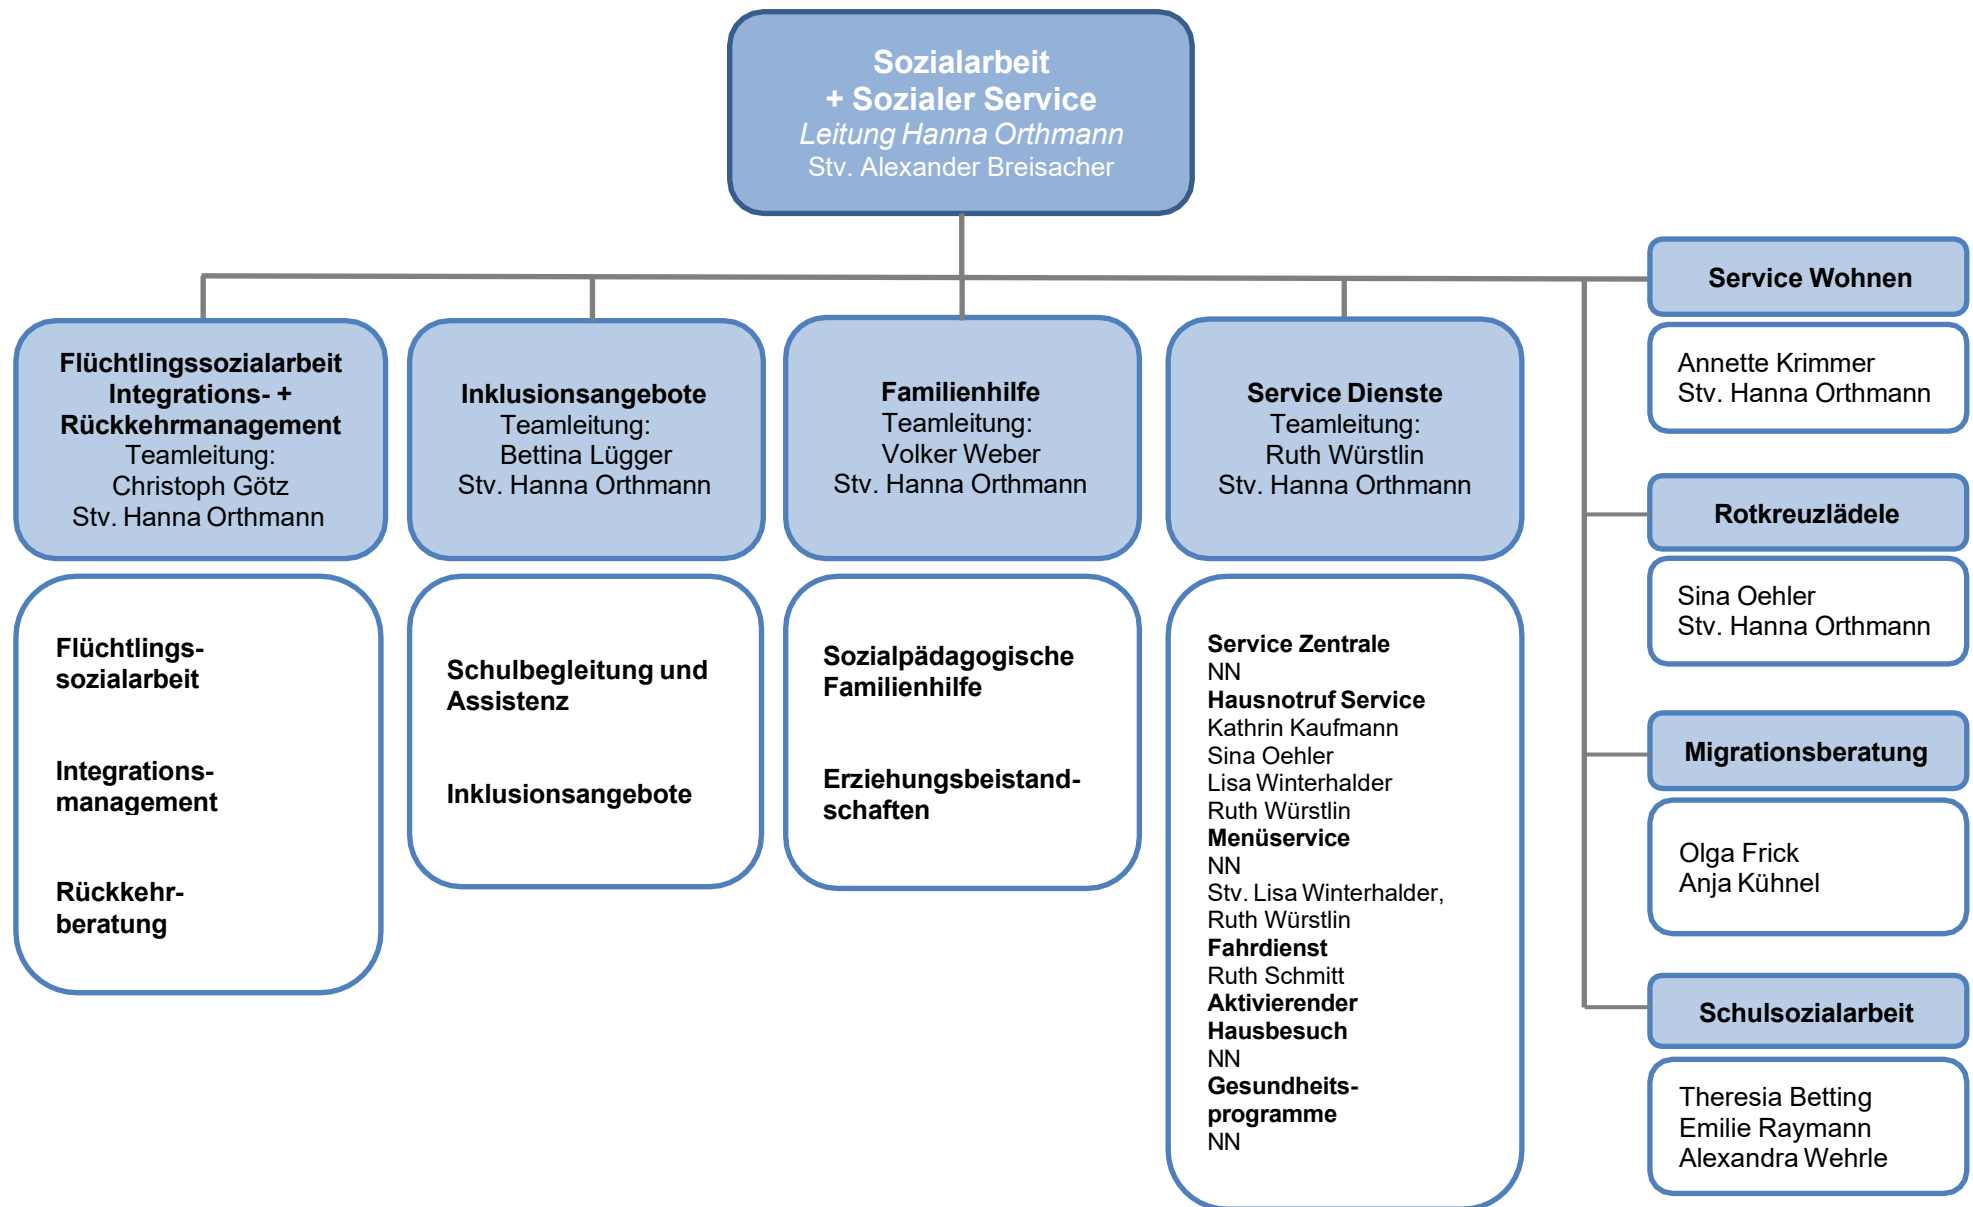 Sozialarbeit
+ Sozialer Service
Leitung Hanna Orthmann
Stv. Alexander Breisacher
Flüchtlingssozialarbeit
Integrations- +
Rückkehrmanagement
Teamleitung:
Christoph Götz
Stv. Hanna Orthmann
Flüchtlings-
sozialarbeit
Integrations-
management
Rückkehr-
beratung
Inklusionsangebote
Teamleitung:
Bettina Lügger
Stv. Hanna Orthmann
Schulbegleitung und
Assistenz
Inklusionsangebote
Familienhilfe
Teamleitung:
Volker Weber
Stv. Hanna Orthmann
Sozialpädagogische
Familienhilfe
Erziehungsbeistand-
schaften
Service Dienste
Teamleitung:
Ruth Würstlin
Stv. Hanna Orthmann
Service Zentrale
NN
Hausnotruf Service
Kathrin Kaufmann
Sina Oehler
Lisa Winterhalder
Ruth Würstlin
Menüservice
NN
Stv. Lisa Winterhalder,
Ruth Würstlin
Fahrdienst
Ruth Schmitt
Aktivierender
Hausbesuch
NN
Gesundheits-
programme
NN
Service Wohnen
Annette Krimmer
Stv. Hanna Orthmann
Rotkreuzlädele
Sina Oehler
Stv. Hanna Orthmann
Migrationsberatung
Olga Frick
Anja Kühnel
Schulsozialarbeit
Theresia Betting
Emilie Raymann
Alexandra Wehrle